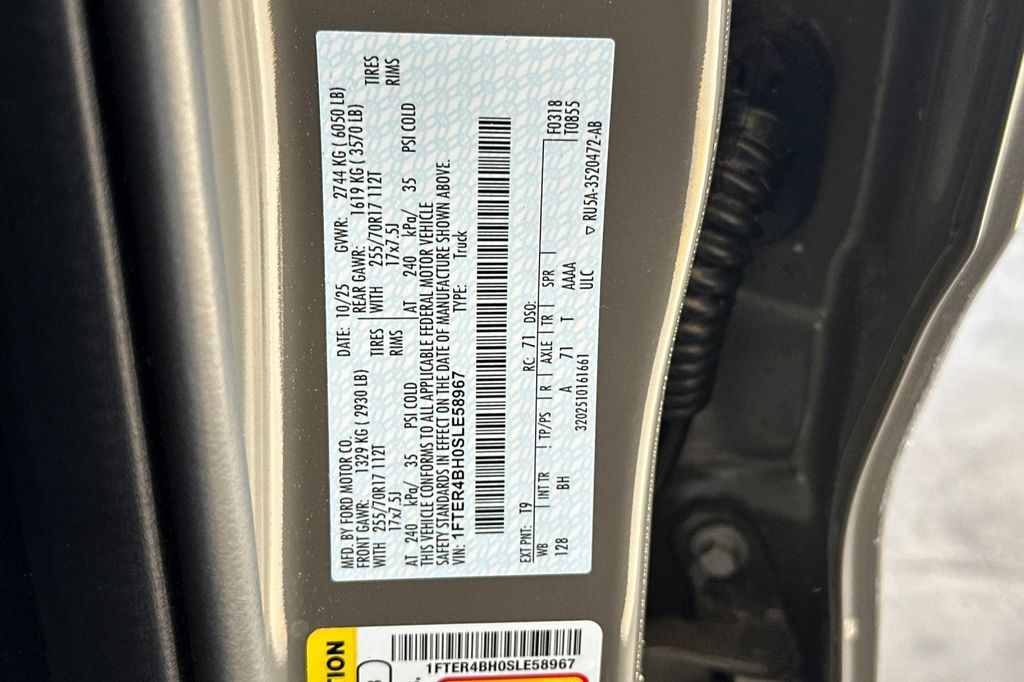 MFD. BY FORD MOTOR CO. DATE: 10/25 GVWR: 2744 KG ( 6050 LB)
FRONT GAWR: 1329 KG ( 2930 LB) REAR GAWR: 1619 KG ( 3570 LB)
WITH 255/70R17 112T TIRES WITH 255/70R17 112T TIRES
17x7.5J RIMS 17x7.5J RIMS
AT 240 kPa/ 35 PSI COLD AT 240 kPa/ 35 PSI COLD
THIS VEHICLE CONFORMS TO ALL APPLICABLE FEDERAL MOTOR VEHICLE
SAFETY STANDARDS IN EFFECT ON THE DATE OF MANUFACTURE SHOWN ABOVE.
VIN: 1FTER4BH0SLE58967 TYPE: Truck
EXT PNT: T9 RC: 71 DSO: F0318
WB INT TR TP/PS R AXLE TR SPR T0855
128 BH A 71 T AAAA
320251016166​1 ULC
▽ RU5A-3520472-AB
ION
1FTER4BH0SLE58967